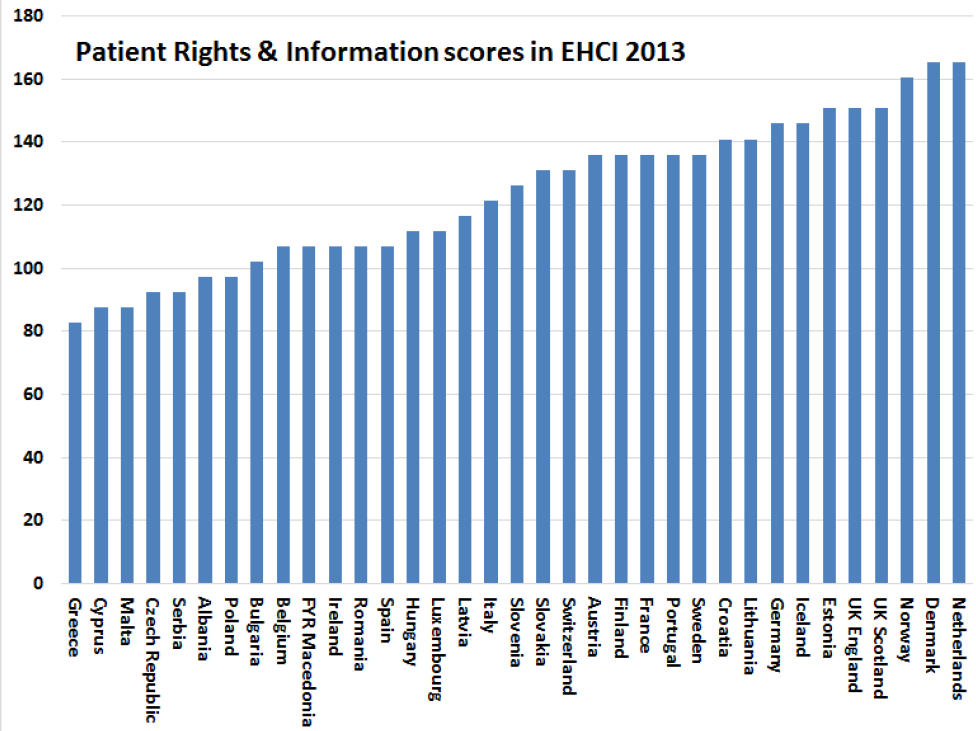 180
Patient Rights & Information scores in EHCI 2013
160
140
120
100
80
60
40
20
0
Greece
Cyprus
Malta
Czech Republic
Serbia
Albania
Poland
Bulgaria
Belgium
FYR Macedonia
Ireland
Romania
Spain
Hungary
Luxembourg
Latvia
Italy
Slovenia
Slovakia
Switzerland
Austria
Finland
France
Portugal
Sweden
Croatia
Lithuania
Germany
Iceland
Estonia
UK England
UK Scotland
Norway
Denmark
Netherlands